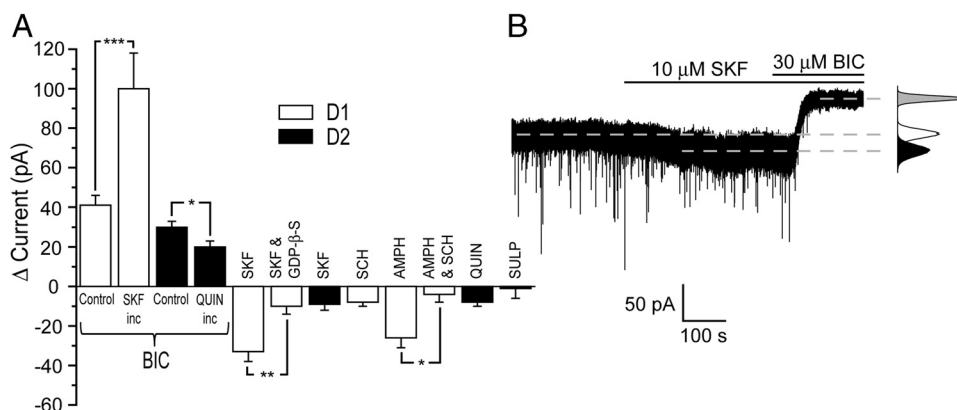 A
Δ Current (pA)
120
100
80
60
40
20
0
-20
-40
-60
***
*
Control
SKF
inc
Control
QUIN
inc
BIC
D1
D2
SKF
SKF &
GDP-β-S
SKF
SCH
AMPH
AMPH
& SCH
QUIN
SULP
**
*
B
10 μM SKF
30 μM BIC
50 pA
100 s